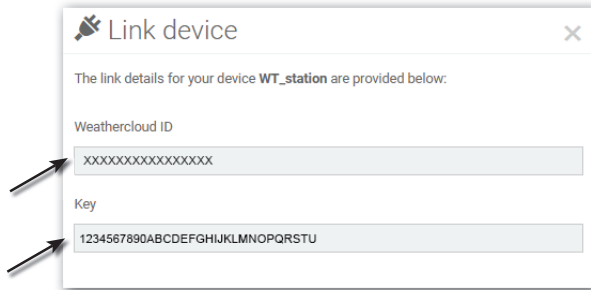 Link device
The link details for your device WT_station are provided below:
Weathercloud ID
XXXXXXXXXXXXXXXX
Key
1234567890ABCDEFGHIJKLMNOPQRSTU